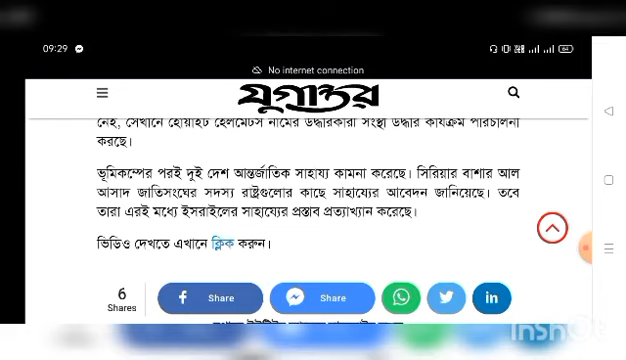 09:29
No internet connection
যুগান্তর
নেই, সেখানে হোয়াইট হেলমেটস নামের উদ্ধারকারী সংস্থা উদ্ধার কার্যক্রম পরিচালনা
করছে।
ভূমিকম্পের পরই দুই দেশ আন্তর্জাতিক সাহায্য কামনা করেছে। সিরিয়ার বাশার আল
আসাদ জাতিসংঘের সদস্য রাষ্ট্রগুলোর কাছে সাহায্যের আবেদন জানিয়েছে। তবে
তারা এরই মধ্যে ইসরাইলের সাহায্যের প্রস্তাব প্রত্যাখ্যান করেছে।
ভিডিও দেখতে এখানে ক্লিক করুন।
6
Shares
Share
Share
InShOt